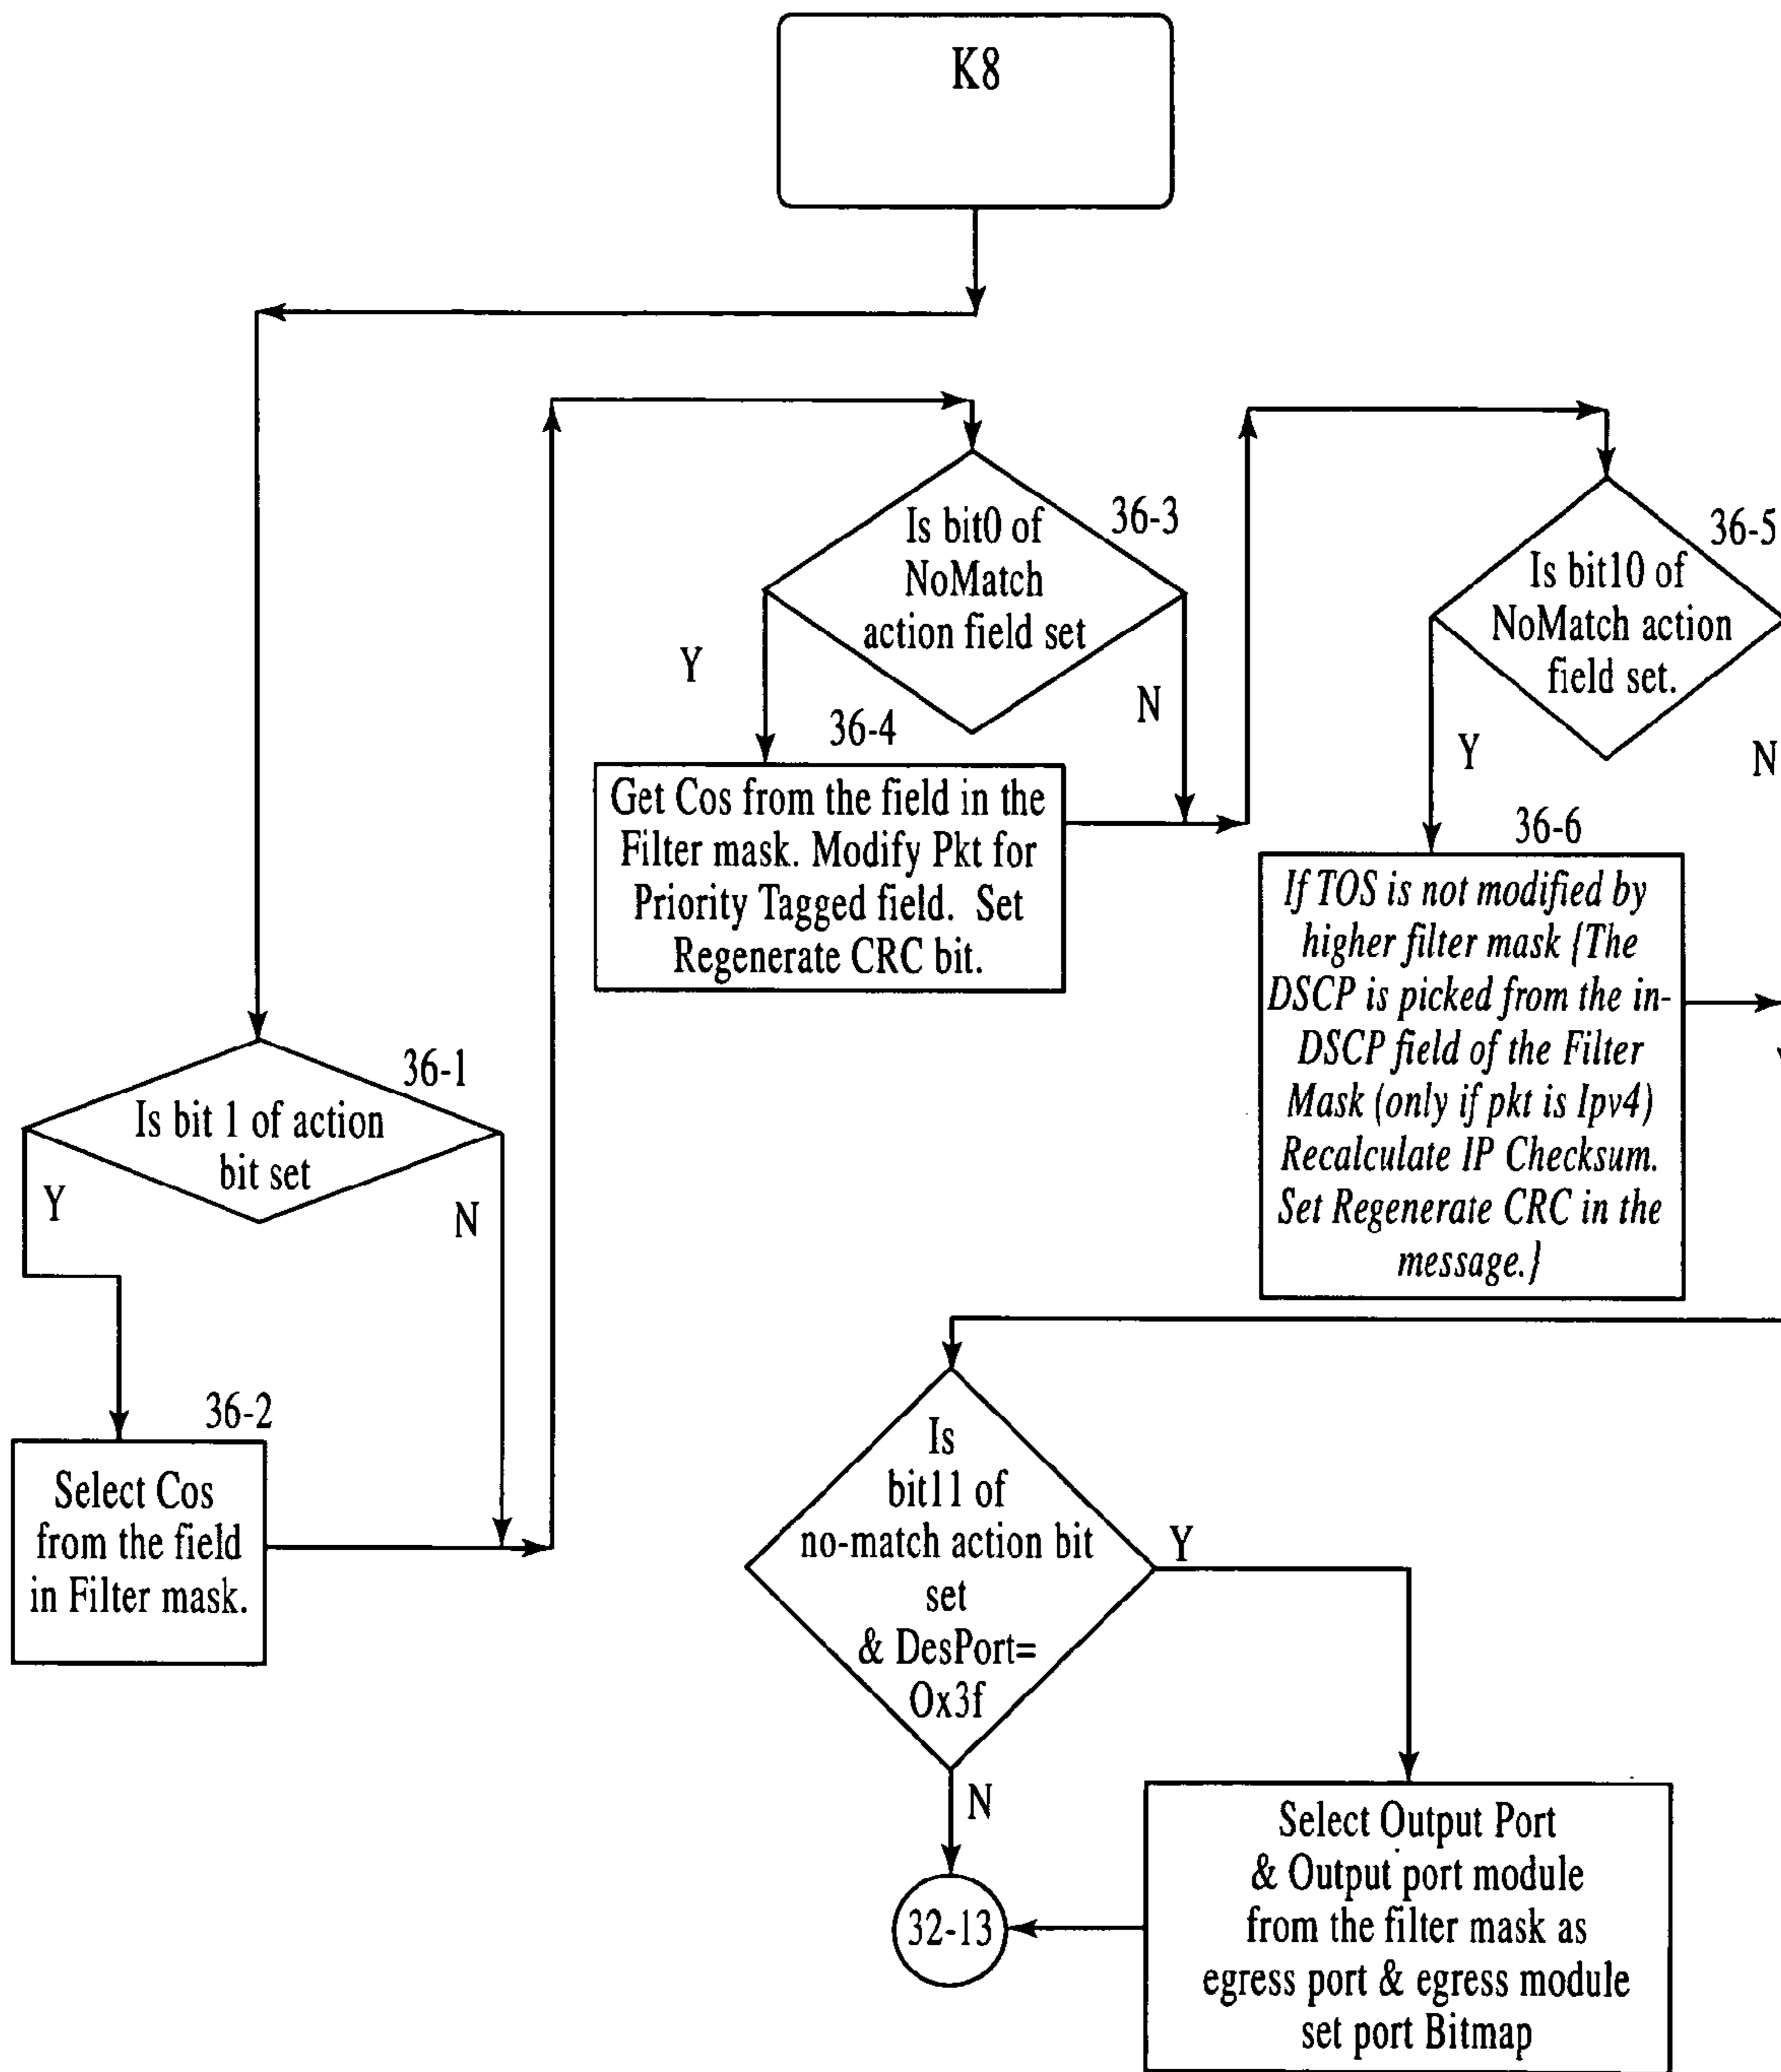 K8
36-3
Is bit0 of
NoMatch
action field set
Y
N
36-4
Get Cos from the field in the
Filter mask. Modify Pkt for
Priority Tagged field. Set
Regenerate CRC bit.
36-5
Is bit10 of
NoMatch action
field set.
Y
N
36-6
If TOS is not modified by
higher filter mask {The
DSCP is picked from the in-
DSCP field of the Filter
Mask (only if pkt is Ipv4)
Recalculate IP Checksum.
Set Regenerate CRC in the
message.}
36-1
Is bit 1 of action
bit set
Y
N
36-2
Select Cos
from the field
in Filter mask.
Is
bit11 of
no-match action bit
set
& DesPort=
Ox3f
Y
N
32-13
Select Output Port
& Output port module
from the filter mask as
egress port & egress module
set port Bitmap